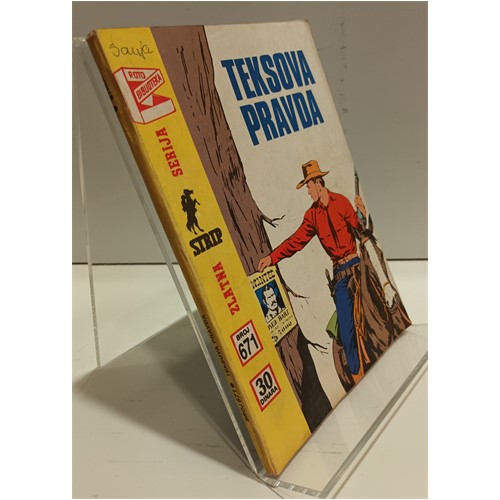 Sanja
ROTO
BIBLIOTEKA
ZLATNA
STRIP
SERIJA
BROJ
671
30
DINARA
TEKSOVA
PRAVDA